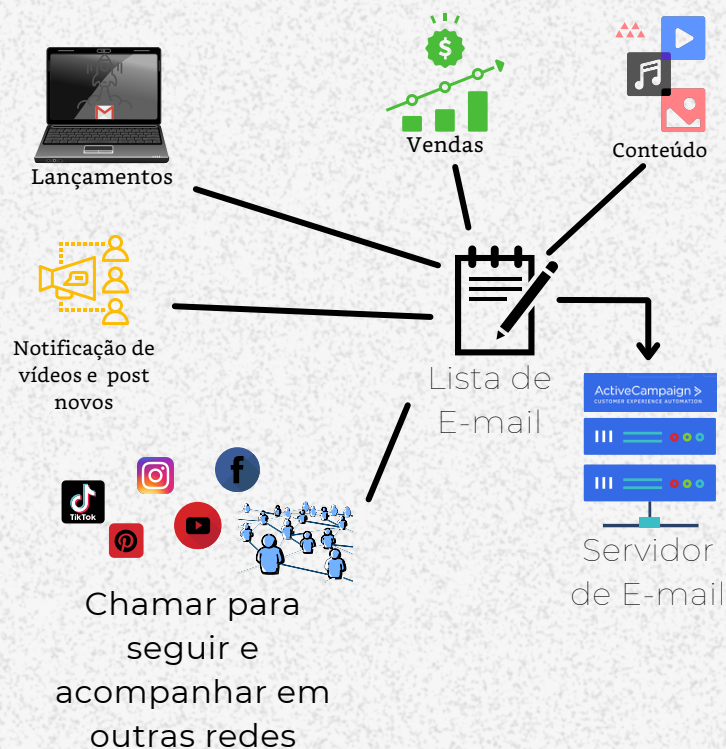 Lançamentos
Vendas
Conteúdo
Notificação de
vídeos e post
novos
Lista de
E-mail
ActiveCampaign >
CUSTOMER EXPERIENCE AUTOMATION
Servidor
de E-mail
TikTok
Chamar para
seguir e
acompanhar em
outras redes